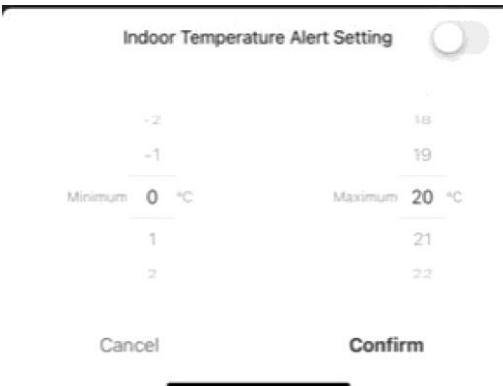 Indoor Temperature Alert Setting
-2 18
-1 19
Minimum 0 °C Maximum 20 °C
1 21
2 22
Cancel Confirm